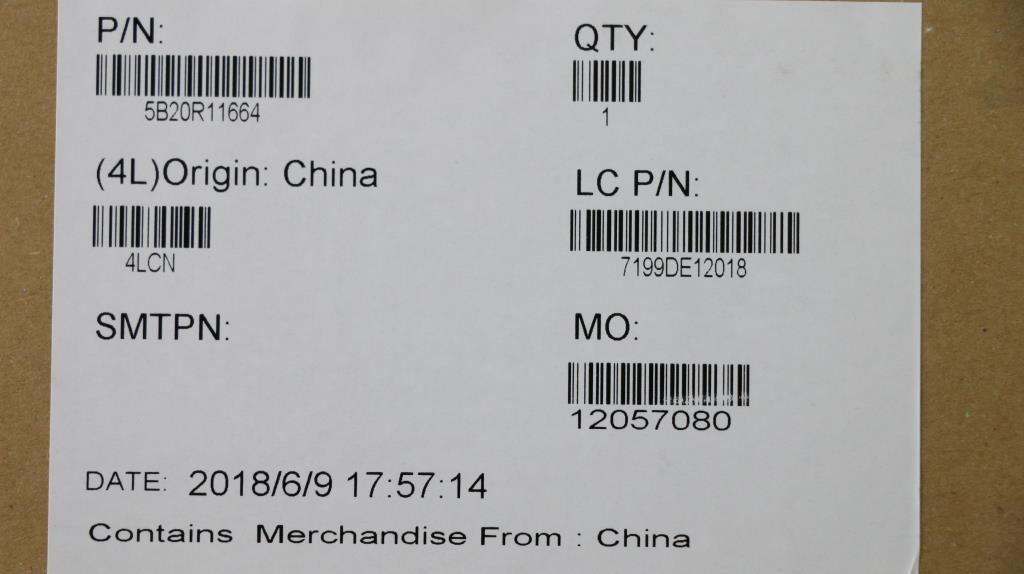 P/N:
5B20R11664
QTY:
1
(4L)Origin: China
4LCN
LC P/N:
7199DE12018
SMTPN:
MO:
12057080
DATE: 2018/6/9 17:57:14
Contains Merchandise From : China